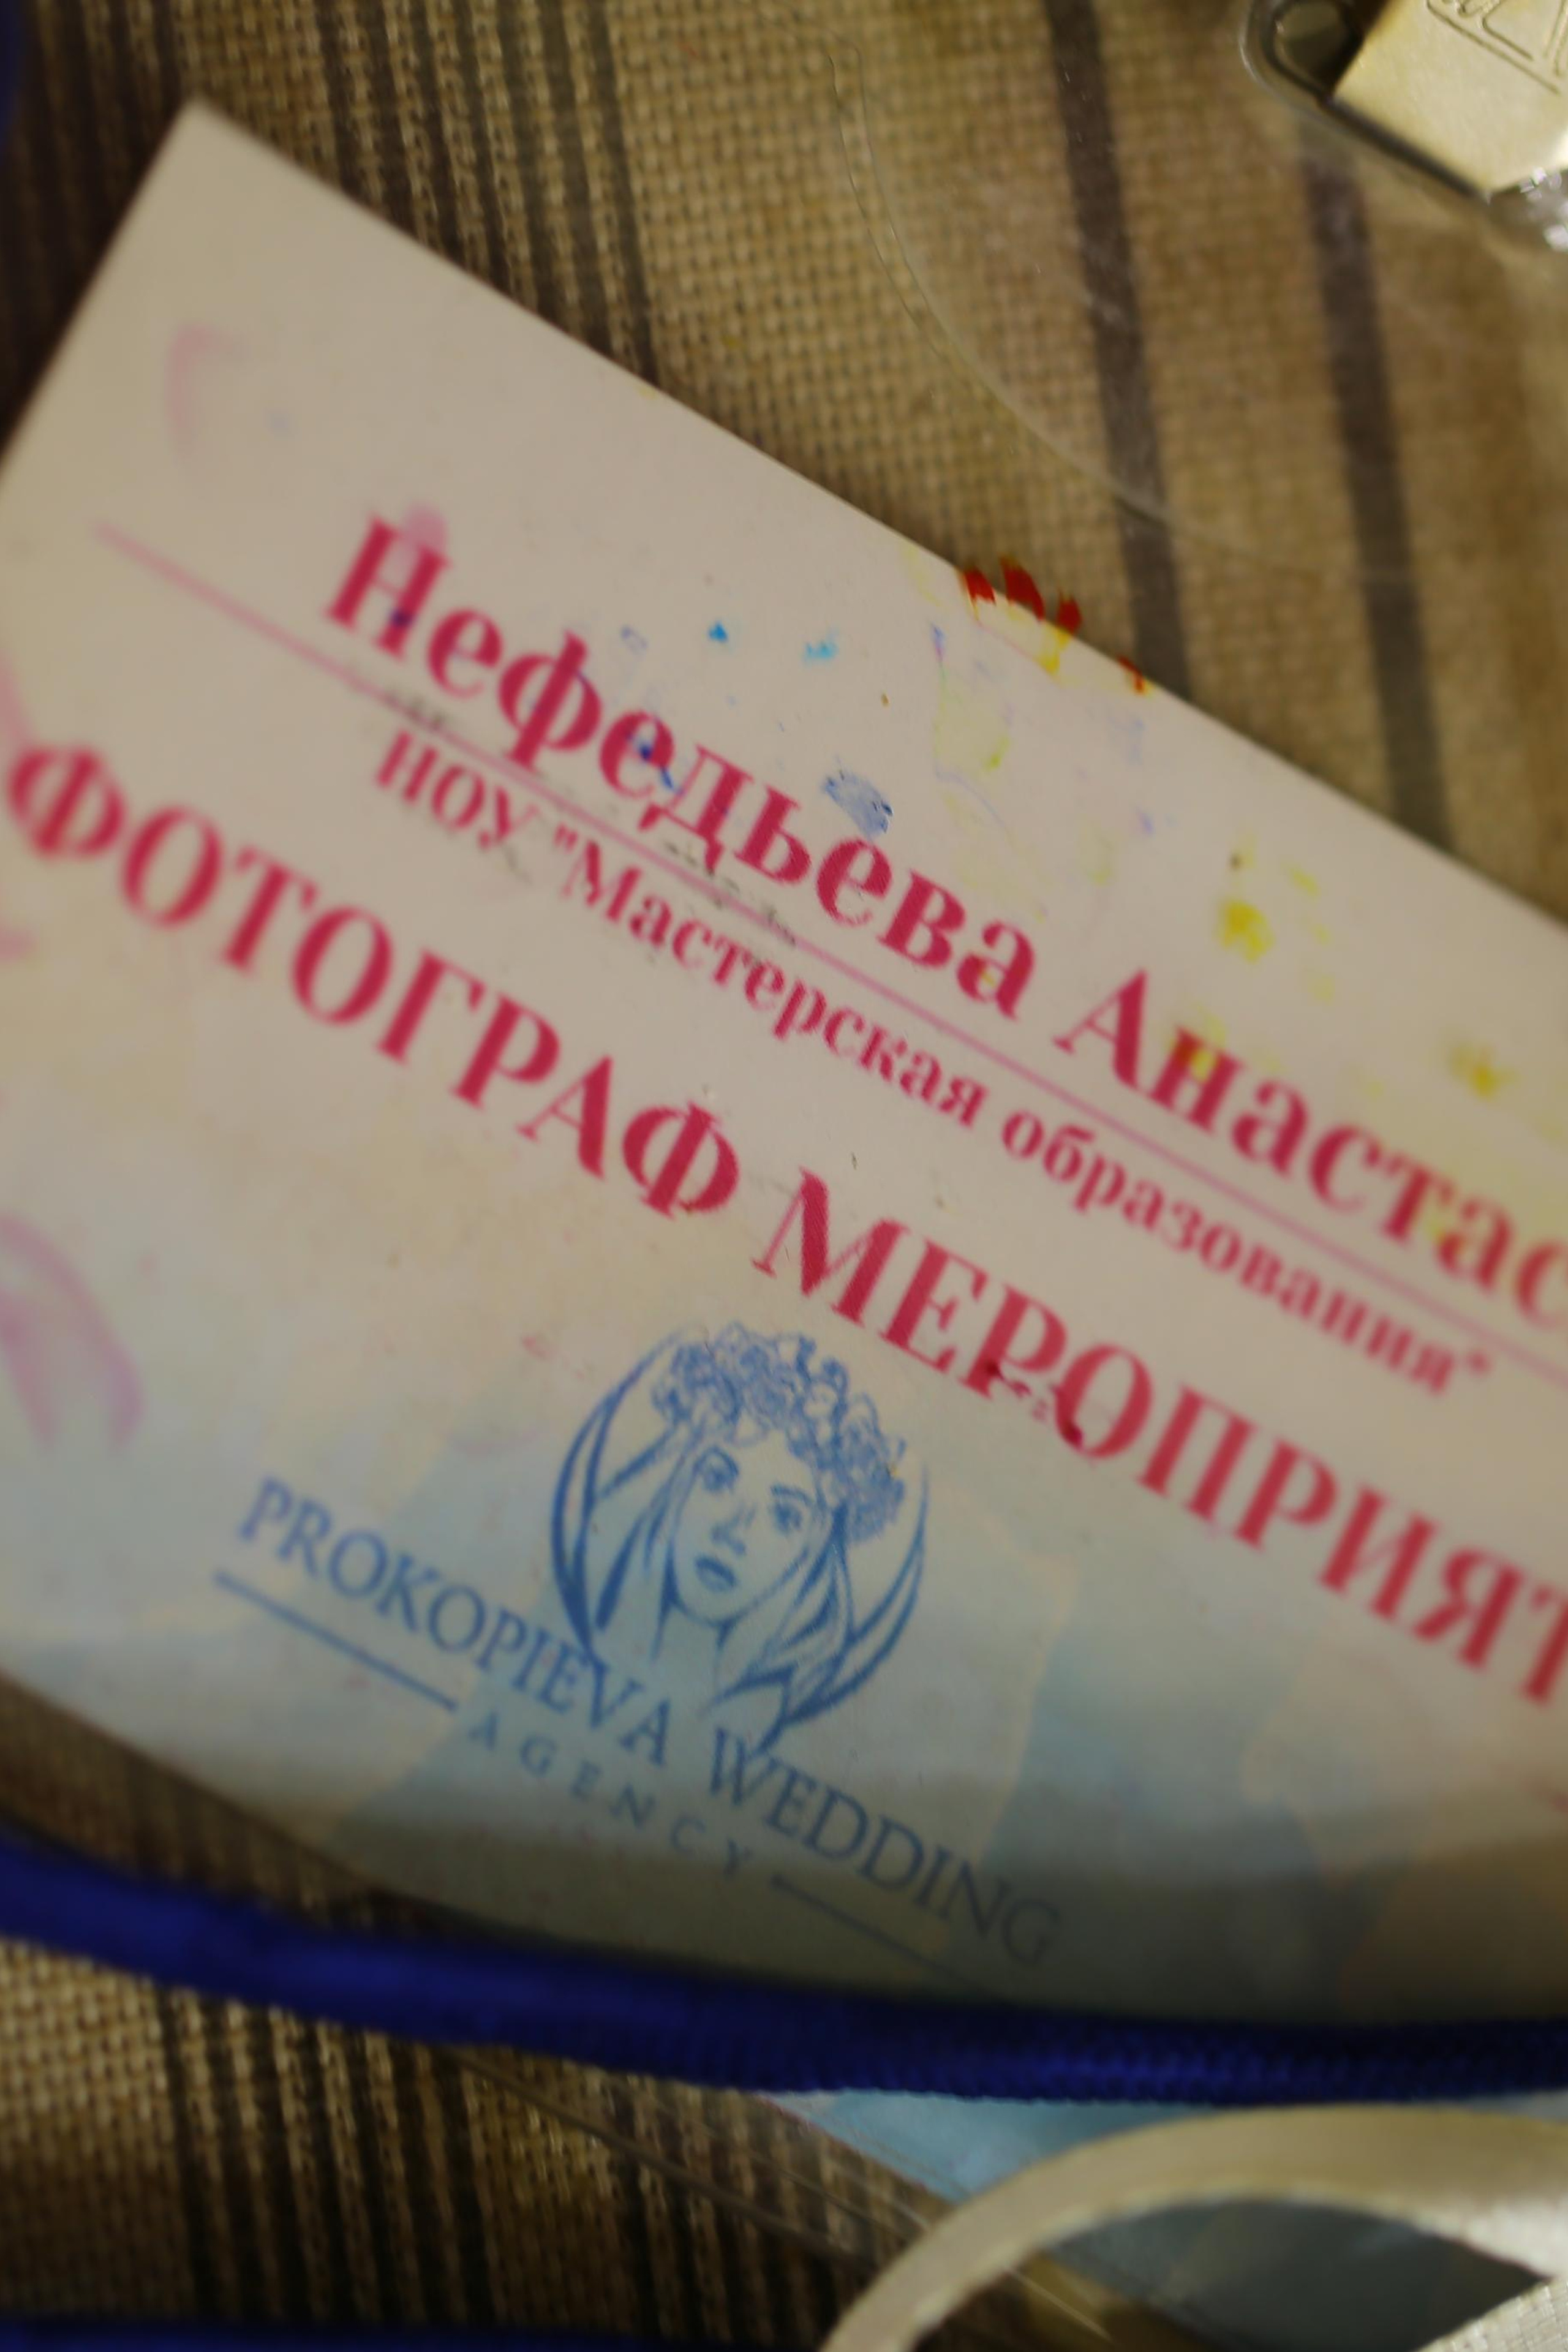 Нефедьева Анастас
НОУ "Мастерская образования"
ФОТОГРАФ МЕРОПРИЯТ
PROKOPIEVA WEDDING
AGENCY